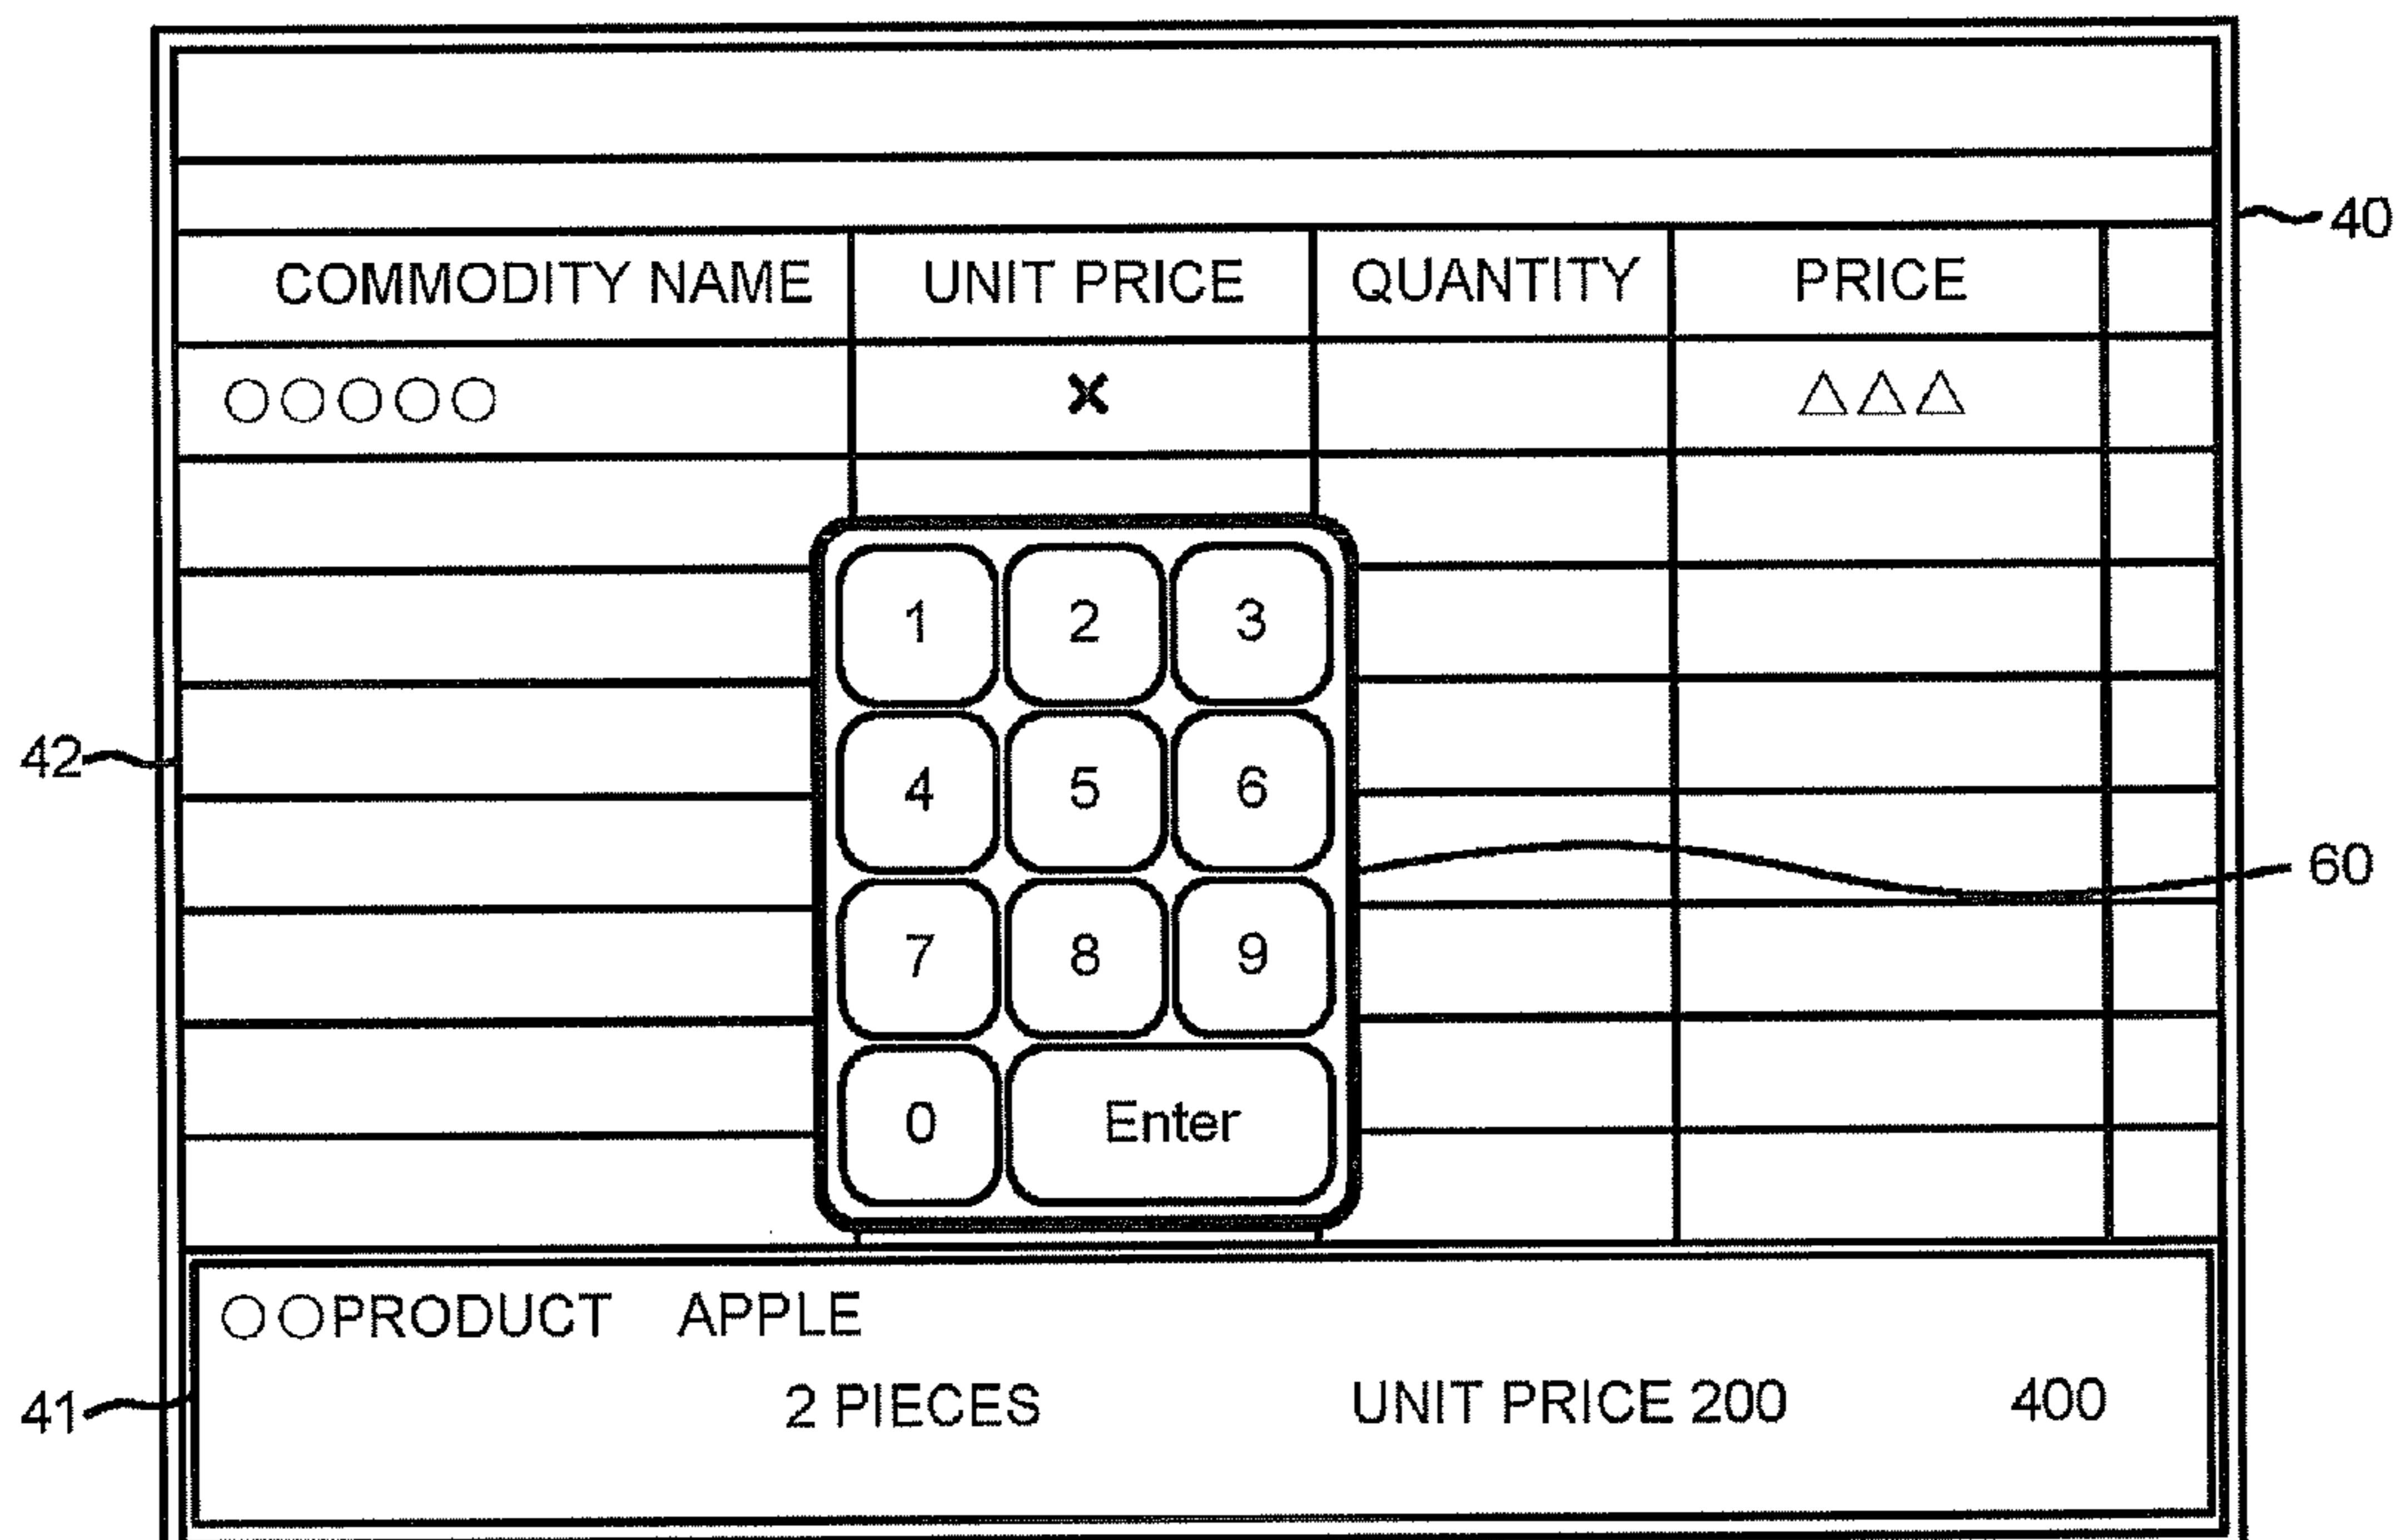 40
COMMODITY NAME UNIT PRICE QUANTITY PRICE
○○○○○ × △△△
1 2 3
42
4 5 6
60
7 8 9
0 Enter
○○PRODUCT APPLE
41
2 PIECES UNIT PRICE 200 400